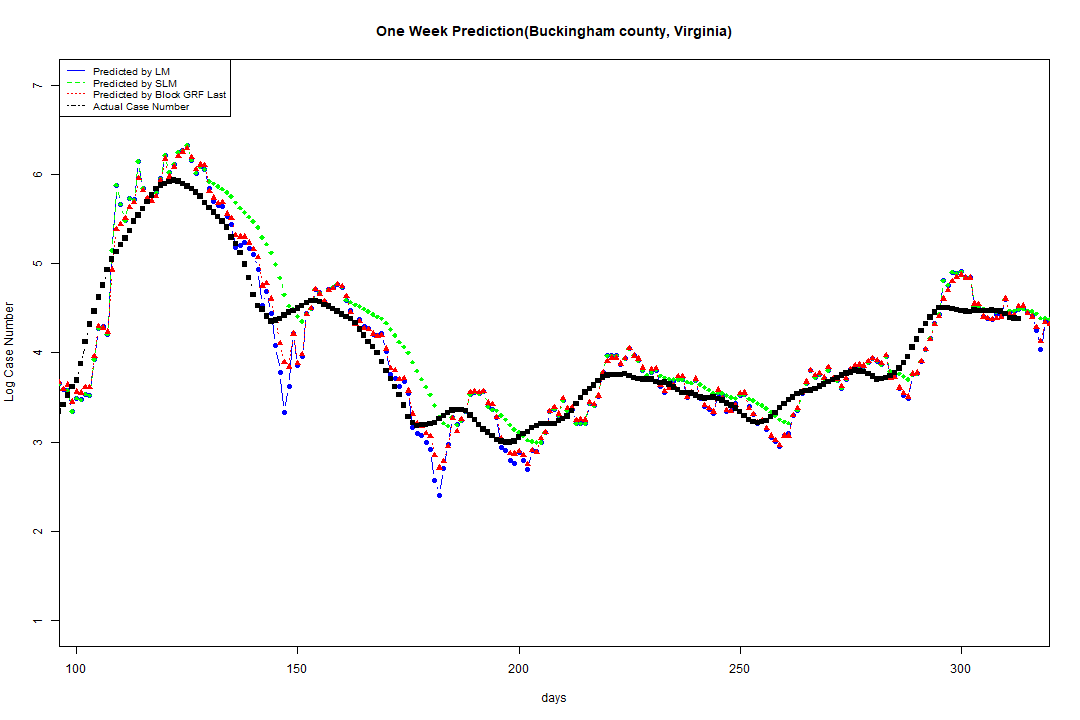 One Week Prediction(Buckingham county, Virginia)
Predicted by LM
Predicted by SLM
Predicted by Block GRF Last
Actual Case Number
7
6
5
4
3
2
1
Log Case Number
100 150 200 250 300
days